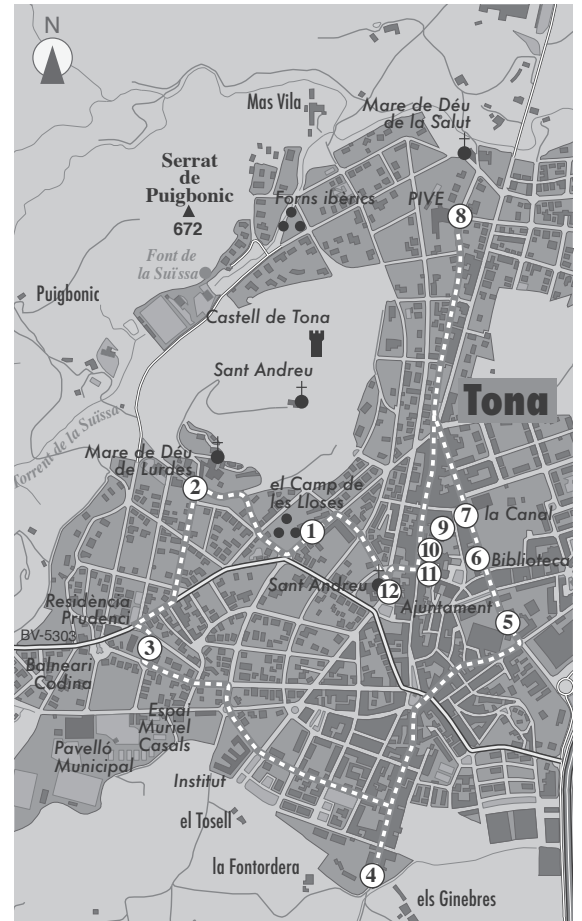 N
Mas Vila
Mare de Déu
de la Salut
Serrat
de
Puigbonic
672
Forns ibèrics
PIVE
8
Font de
la Suïssa
Puigbonic
Castell de Tona
Sant Andreu
Tona
Torrent de la Suïssa
Mare de Déu
de Lurdes
2
el Camp de
les Lloses
1
7
la Canal
9
10
6
Biblioteca
11
Sant Andreu
12
Ajuntament
Residència
Prudenci
5
BV-5303
3
Balneari
Codina
Espai
Muriel
Casals
Pavelló
Municipal
Institut
el Tosell
la Fontordera
4
els Ginebres